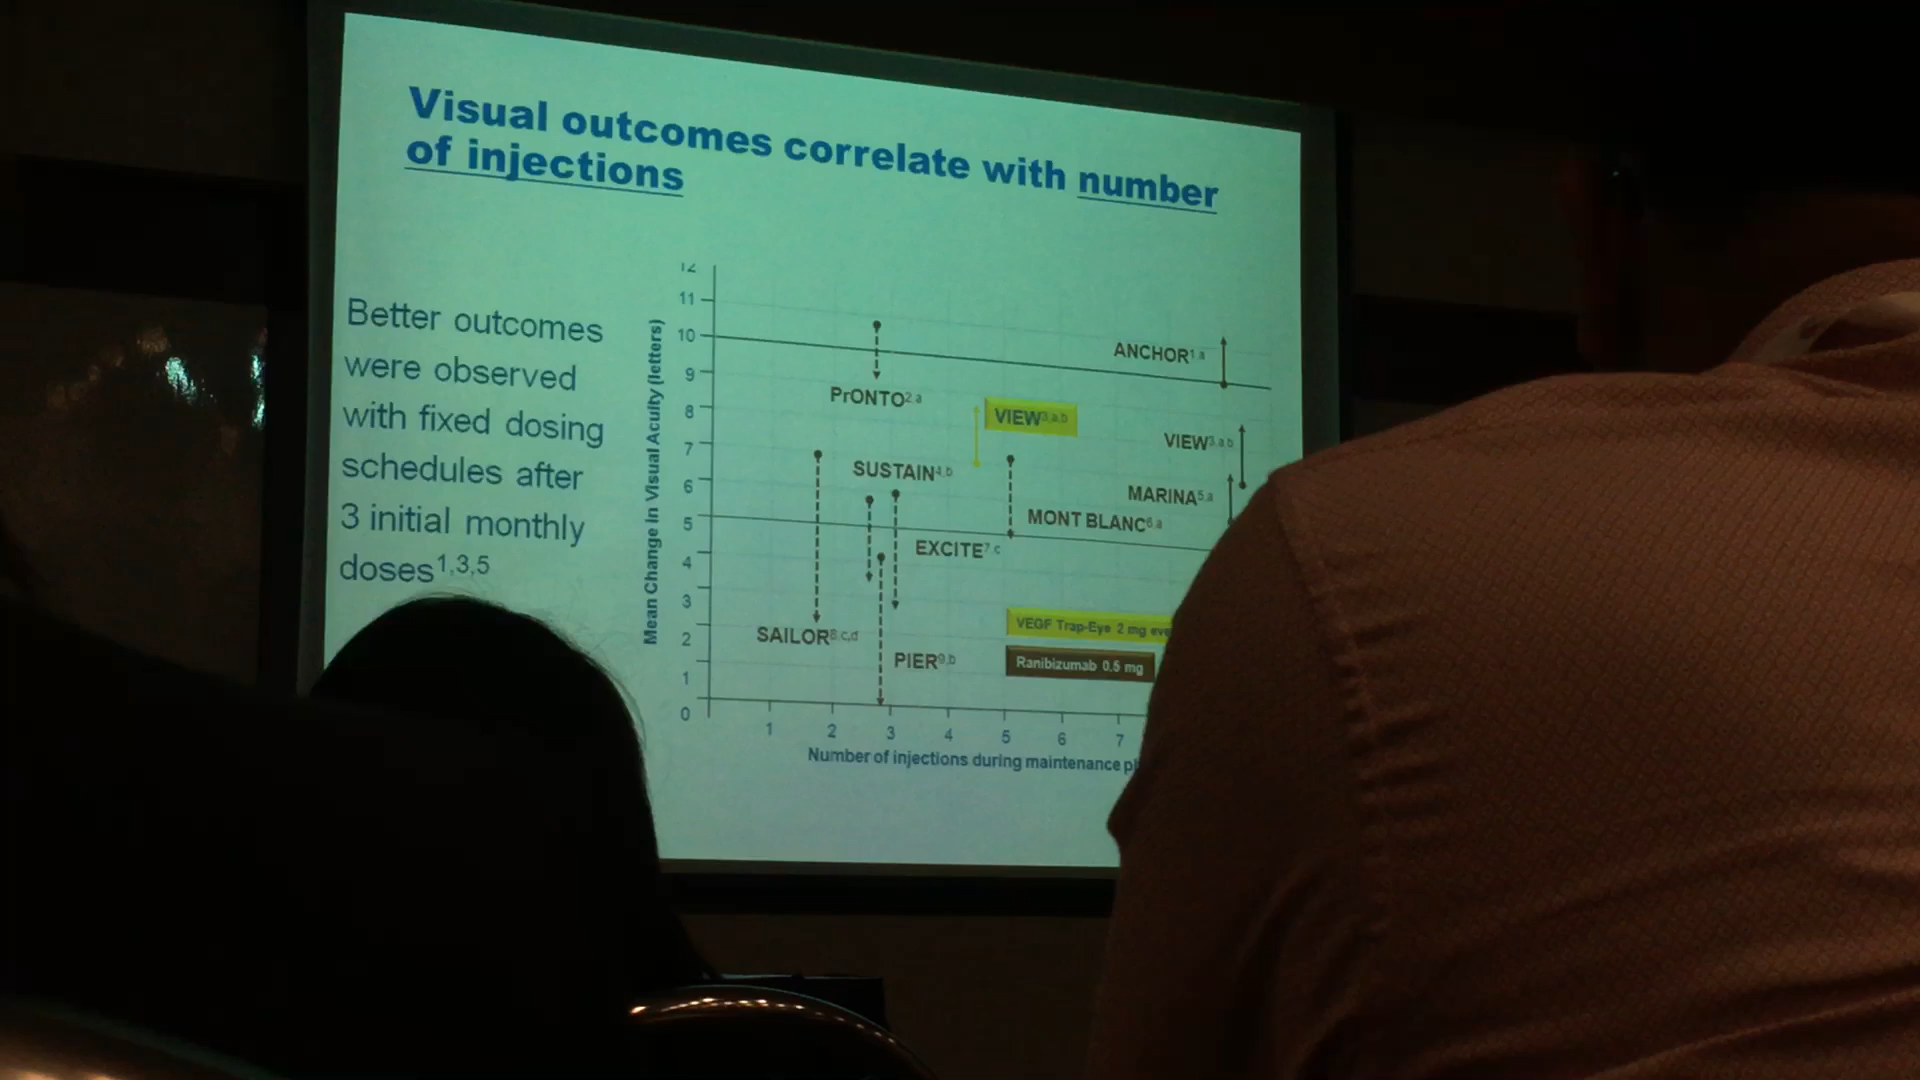 Visual outcomes correlate with number
of injections
Better outcomes
were observed
with fixed dosing
schedules after
3 initial monthly
doses1,3,5
Mean Change in Visual Acuity (letters)
12
11
10
9
8
7
6
5
4
3
2
1
0
ANCHOR1,a
PrONTO2,a
VIEW3,a,b
VIEW3,a,b
SUSTAIN4,b
MARINA5,a
MONT BLANC6,a
EXCITE7,c
SAILOR8,c,d
PIER9,b
VEGF Trap-Eye 2 mg
Ranibizumab 0.5 mg
1 2 3 4 5 6 7
Number of injections during maintenance